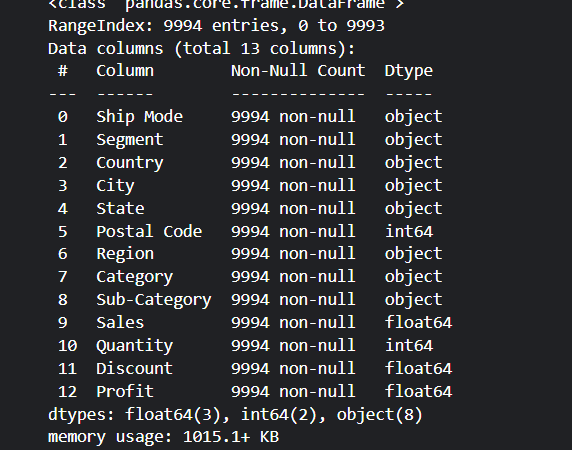 <class 'pandas.core.frame.DataFrame'>
RangeIndex: 9994 entries, 0 to 9993
Data columns (total 13 columns):
 #   Column        Non-Null Count  Dtype
---  ------        --------------  -----
 0   Ship Mode     9994 non-null   object
 1   Segment       9994 non-null   object
 2   Country       9994 non-null   object
 3   City          9994 non-null   object
 4   State         9994 non-null   object
 5   Postal Code   9994 non-null   int64
 6   Region        9994 non-null   object
 7   Category      9994 non-null   object
 8   Sub-Category  9994 non-null   object
 9   Sales         9994 non-null   float64
 10  Quantity      9994 non-null   int64
 11  Discount      9994 non-null   float64
 12  Profit        9994 non-null   float64
dtypes: float64(3), int64(2), object(8)
memory usage: 1015.1+ KB